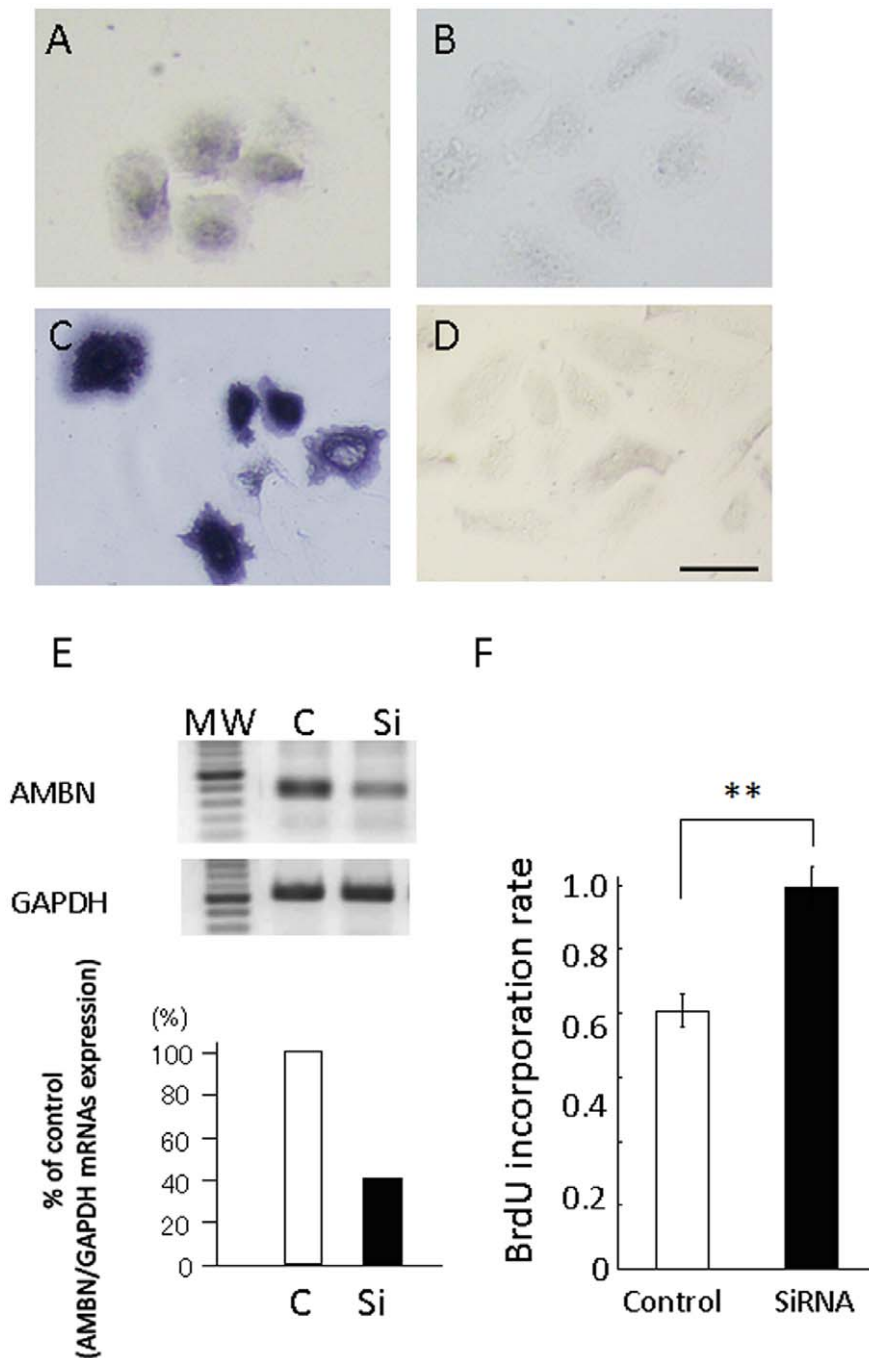 A
B
C
D
E
F
MW C Si
AMBN
GAPDH
% of control
(AMBN/GAPDH mRNAs expression)
(%)
100
80
60
40
20
0
C Si
**
BrdU incorporation rate
1.0
0.8
0.6
0.4
0.2
0
Control SiRNA